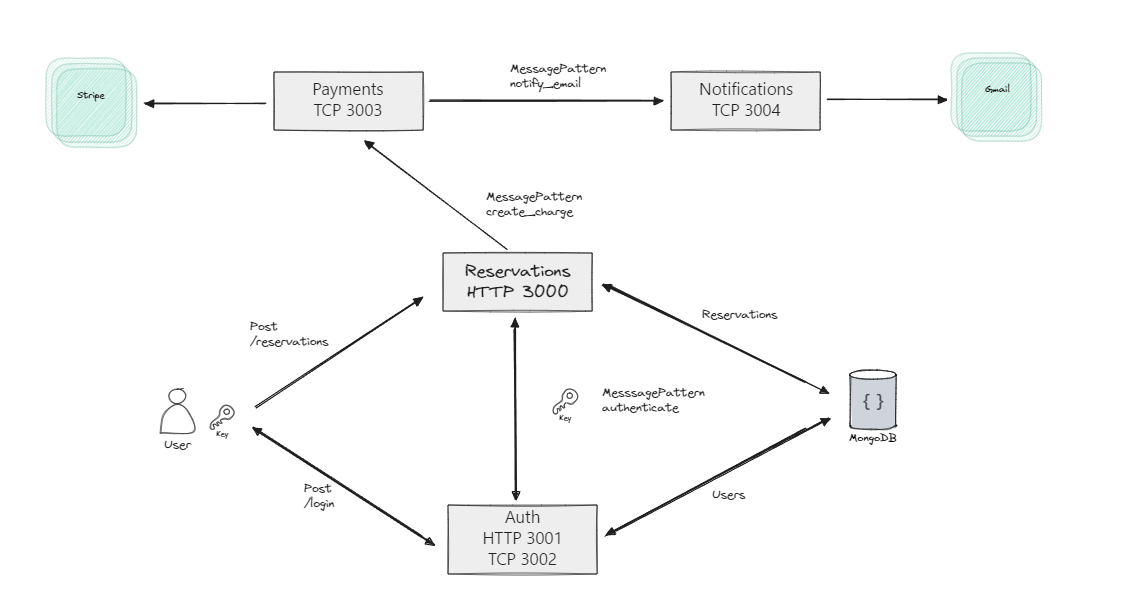 MessagePattern
notify_email
Stripe
Payments
TCP 3003
Notifications
TCP 3004
Gmail
MessagePattern
create_charge
Reservations
HTTP 3000
Post
/reservations
Reservations
MesssagePattern
authenticate
{ }
Key
Key
User
MongoDB
Post
/login
Users
Auth
HTTP 3001
TCP 3002